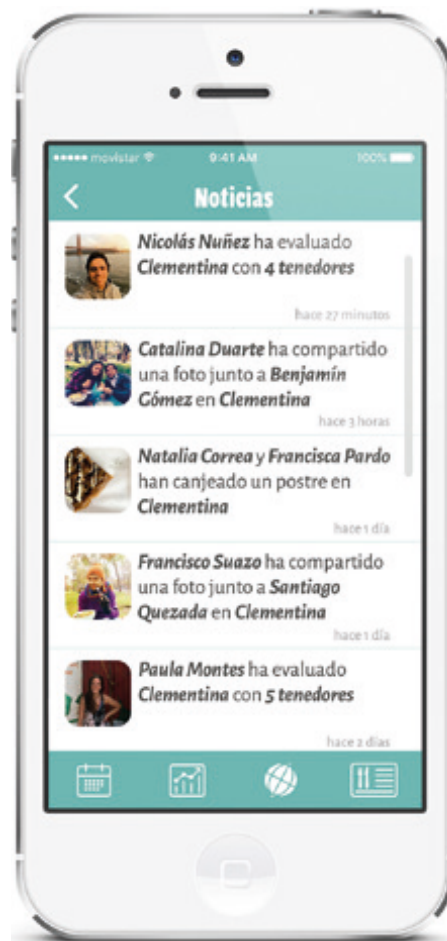 movistar 9:41 AM 100%
Noticias
Nicolás Nuñez ha evaluado
Clementina con 4 tenedores
hace 27 minutos
Catalina Duarte ha compartido
una foto junto a Benjamín
Gómez en Clementina
hace 3 horas
Natalia Correa y Francisca Pardo
han canjeado un postre en
Clementina
hace 1 día
Francisco Suazo ha compartido
una foto junto a Santiago
Quezada en Clementina
hace 1 día
Paula Montes ha evaluado
Clementina con 5 tenedores
hace 2 días